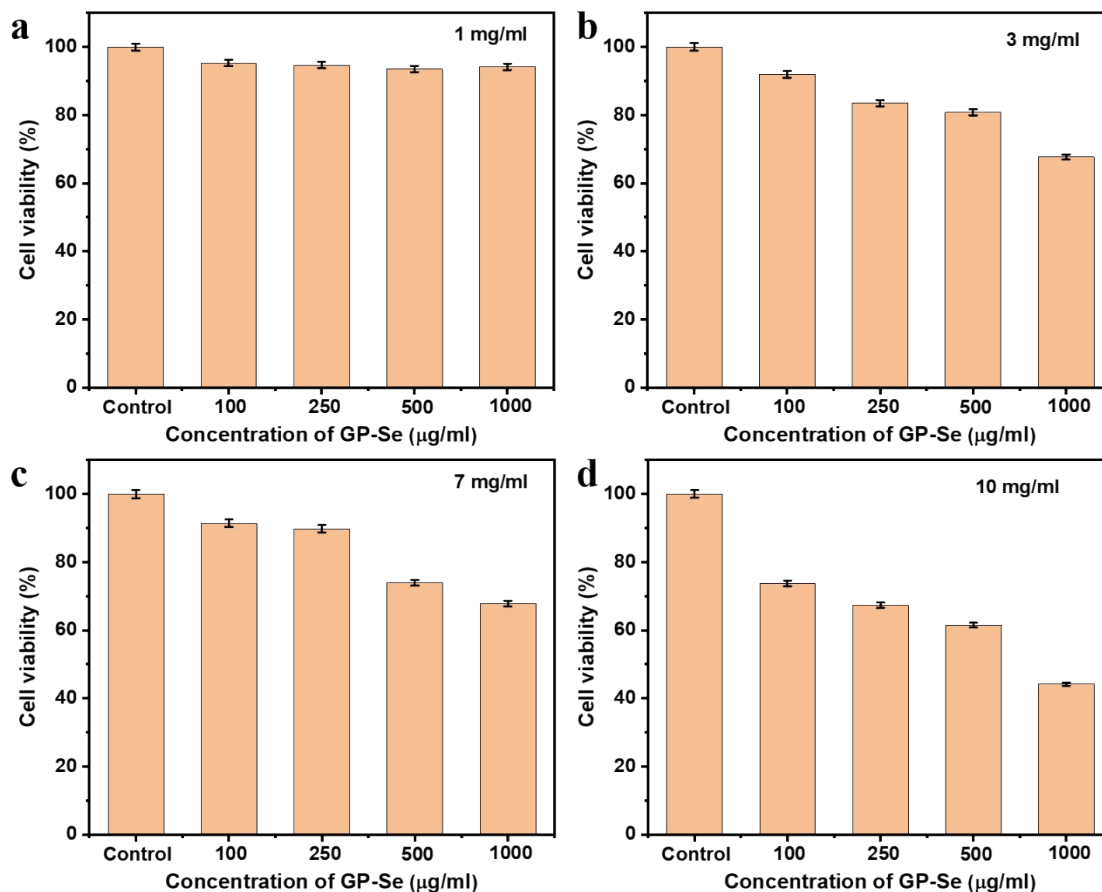 a
1 mg/ml
Cell viability (%)
100
80
60
40
20
0
Control 100 250 500 1000
Concentration of GP-Se (μg/ml)
b
3 mg/ml
Cell viability (%)
100
80
60
40
20
0
Control 100 250 500 1000
Concentration of GP-Se (μg/ml)
c
7 mg/ml
Cell viability (%)
100
80
60
40
20
0
Control 100 250 500 1000
Concentration of GP-Se (μg/ml)
d
10 mg/ml
Cell viability (%)
100
80
60
40
20
0
Control 100 250 500 1000
Concentration of GP-Se (μg/ml)